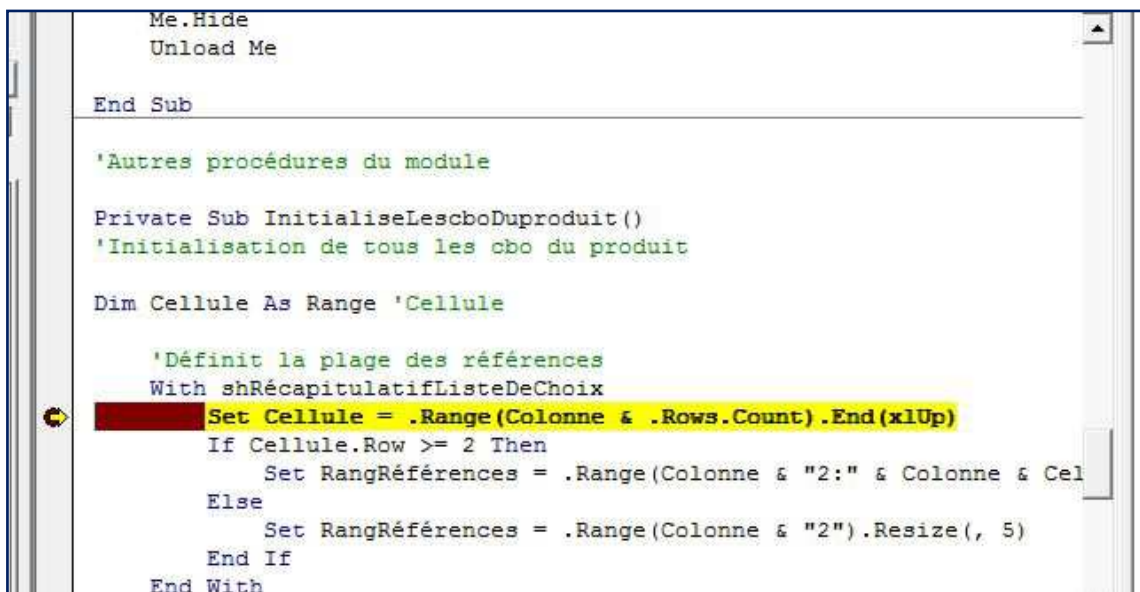 Me.Hide
Unload Me
End Sub
'Autres procédures du module
Private Sub InitialiseLescboDuproduit()
'Initialisation de tous les cbo du produit
Dim Cellule As Range 'Cellule
'Définit la plage des références
With shRécapitulatifListeDeChoix
Set Cellule = .Range(Colonne & .Rows.Count).End(xlUp)
If Cellule.Row >= 2 Then
Set RangRéférences = .Range(Colonne & "2:" & Colonne & Cel
Else
Set RangRéférences = .Range(Colonne & "2").Resize(, 5)
End If
End With